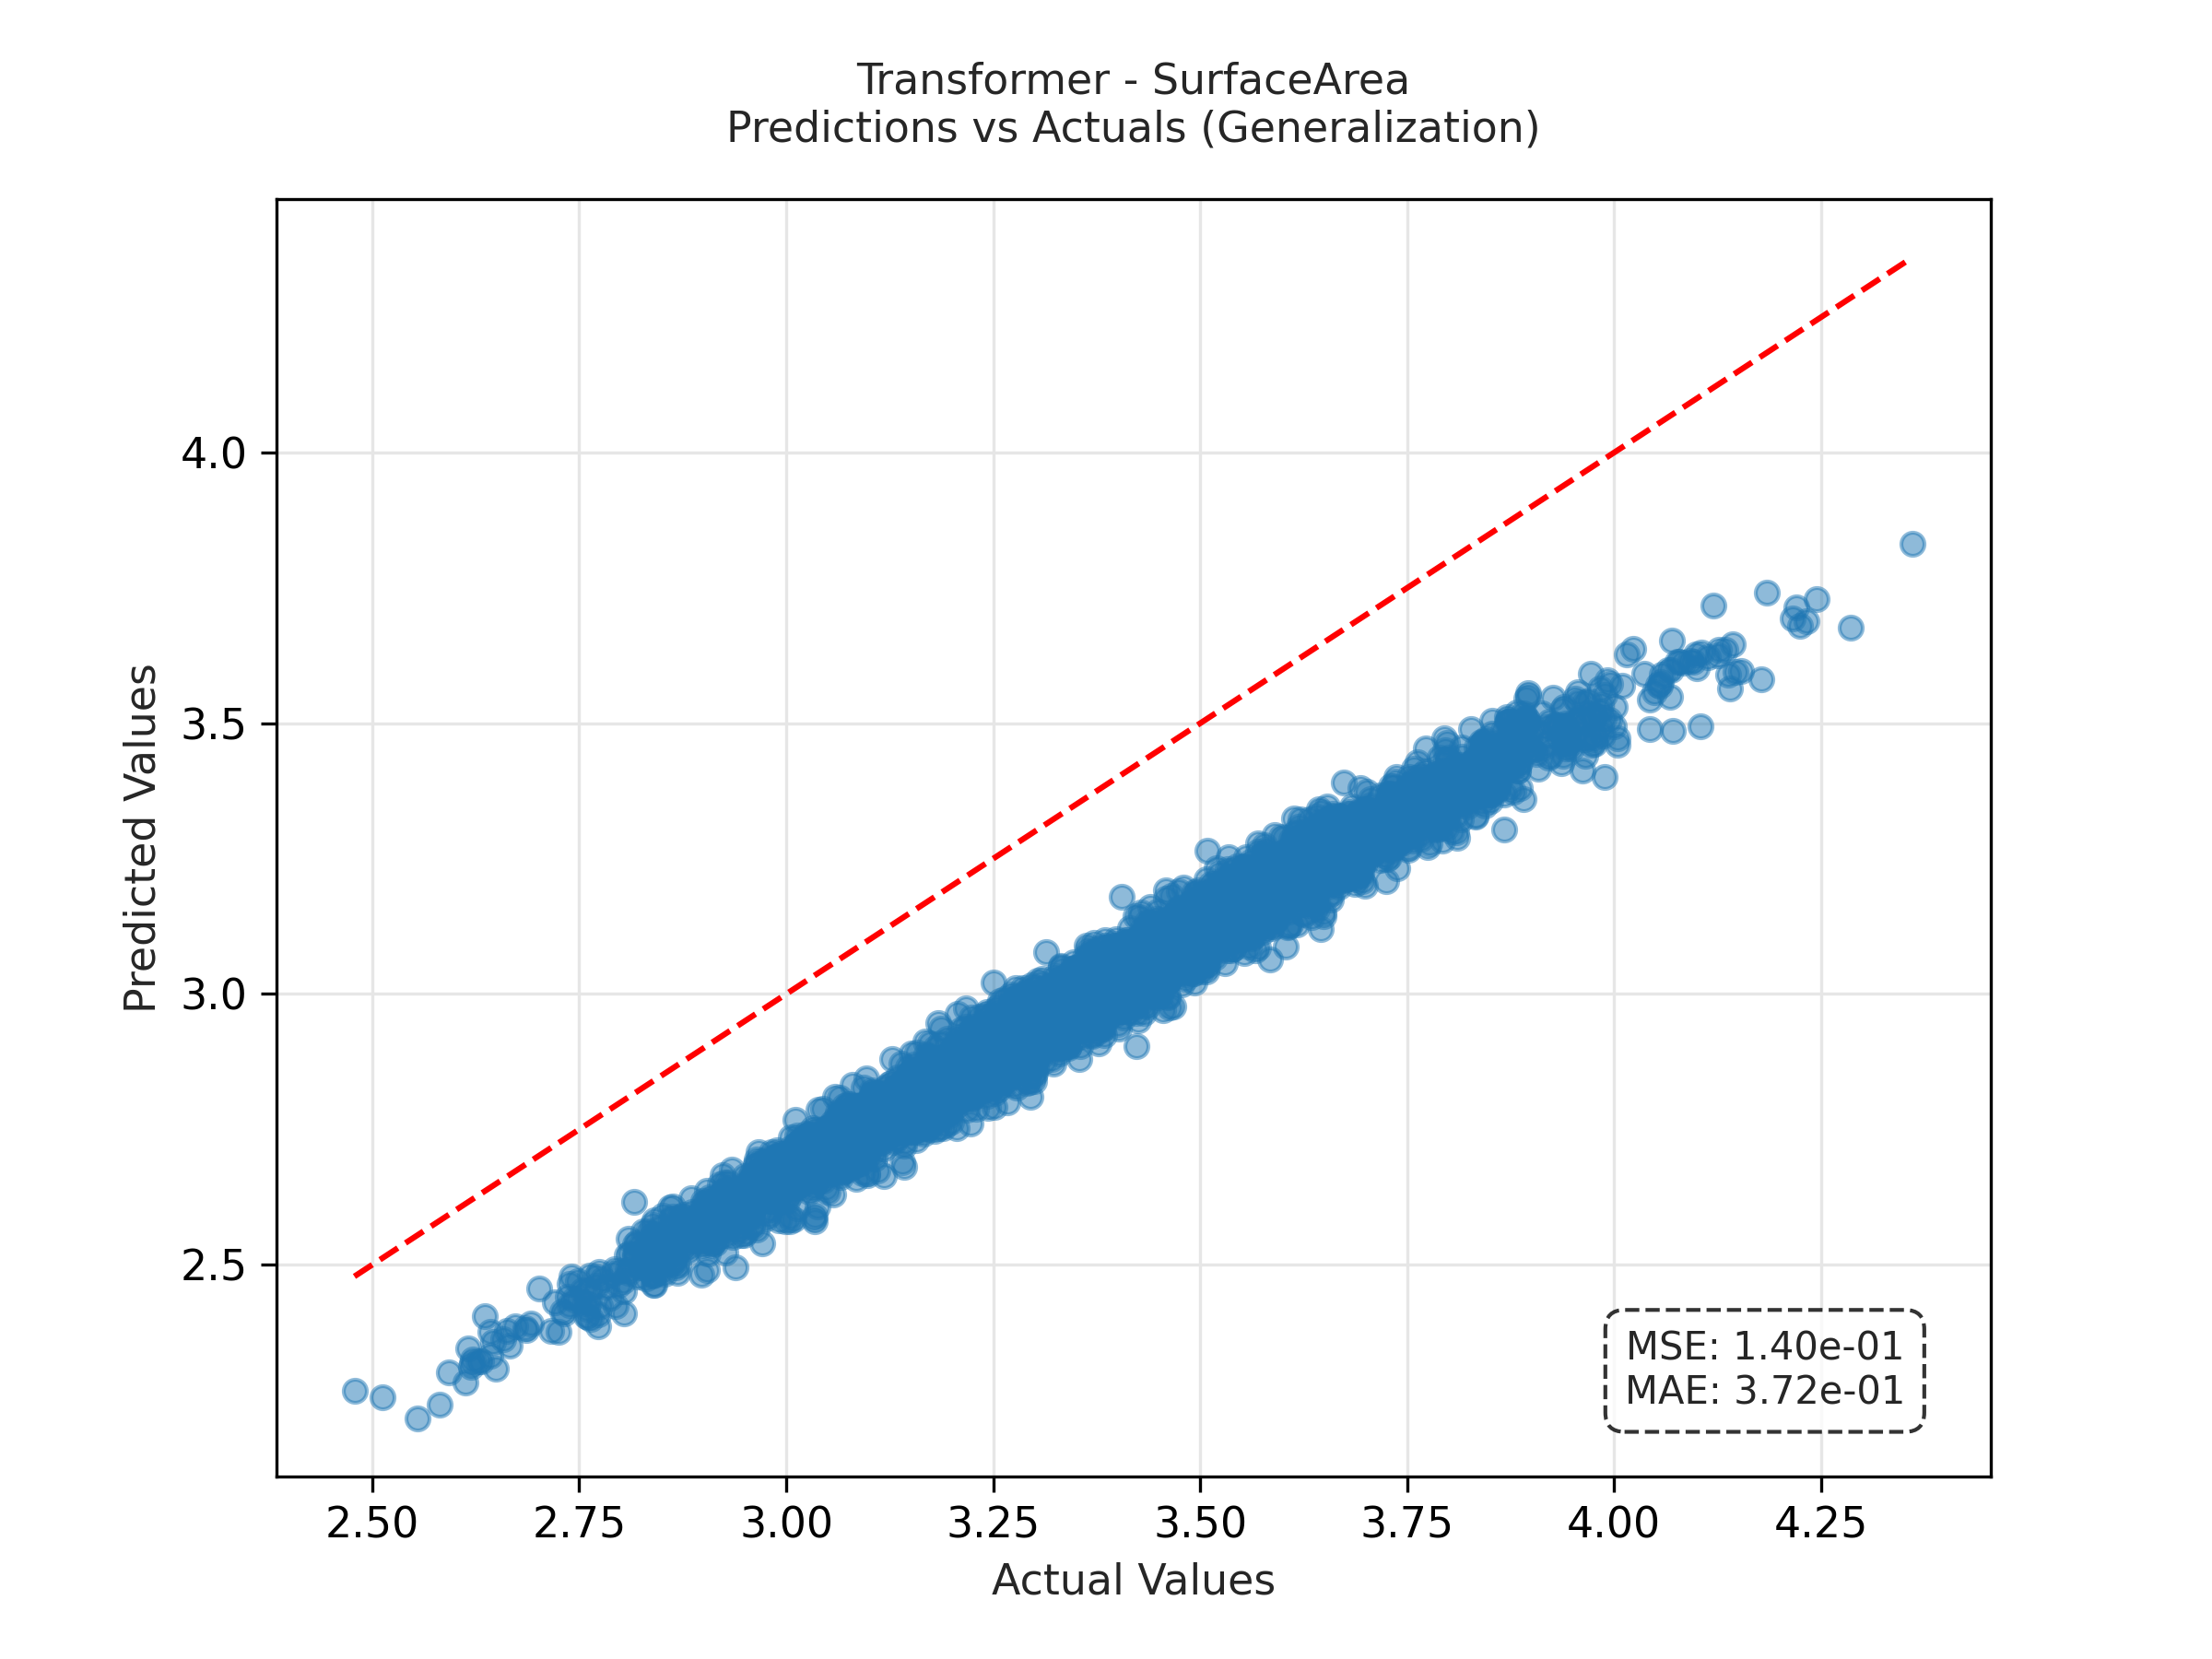 Transformer - SurfaceArea
Predictions vs Actuals (Generalization)
Predicted Values
4.0
3.5
3.0
2.5
MSE: 1.40e-01
MAE: 3.72e-01
2.50 2.75 3.00 3.25 3.50 3.75 4.00 4.25
Actual Values